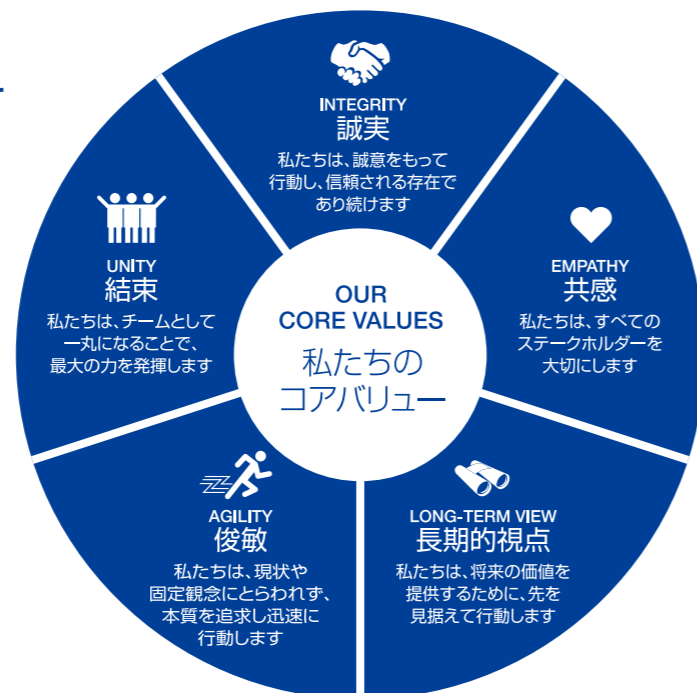 INTEGRITY
誠実
私たちは、誠意をもって
行動し、信頼される存在で
あり続けます
EMPATHY
共感
私たちは、すべての
ステークホルダーを
大切にします
LONG-TERM VIEW
長期的視点
私たちは、将来の価値を
提供するために、先を
見据えて行動します
AGILITY
俊敏
私たちは、現状や
固定観念にとらわれず、
本質を追求し迅速に
行動します
UNITY
結束
私たちは、チームとして
一丸になることで、
最大の力を発揮します
OUR
CORE VALUES
私たちの
コアバリュー